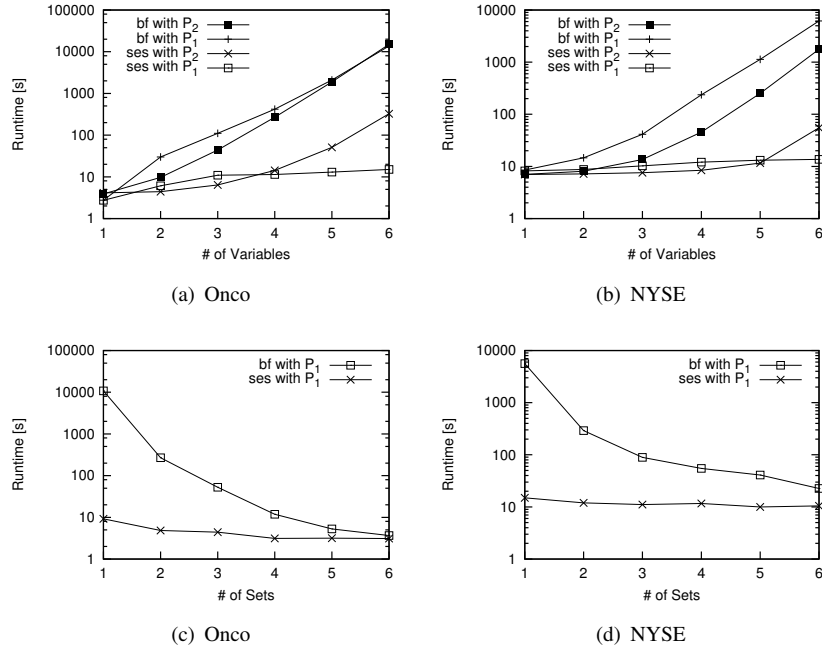 Runtime [s]
100000
10000
1000
100
10
1
bf with P2
bf with P1
ses with P2
ses with P1
1 2 3 4 5 6
# of Variables
(a) Onco
Runtime [s]
10000
1000
100
10
1
bf with P2
bf with P1
ses with P2
ses with P1
1 2 3 4 5 6
# of Variables
(b) NYSE
Runtime [s]
100000
10000
1000
100
10
1
bf with P1
ses with P1
1 2 3 4 5 6
# of Sets
(c) Onco
Runtime [s]
10000
1000
100
10
1
bf with P1
ses with P1
1 2 3 4 5 6
# of Sets
(d) NYSE